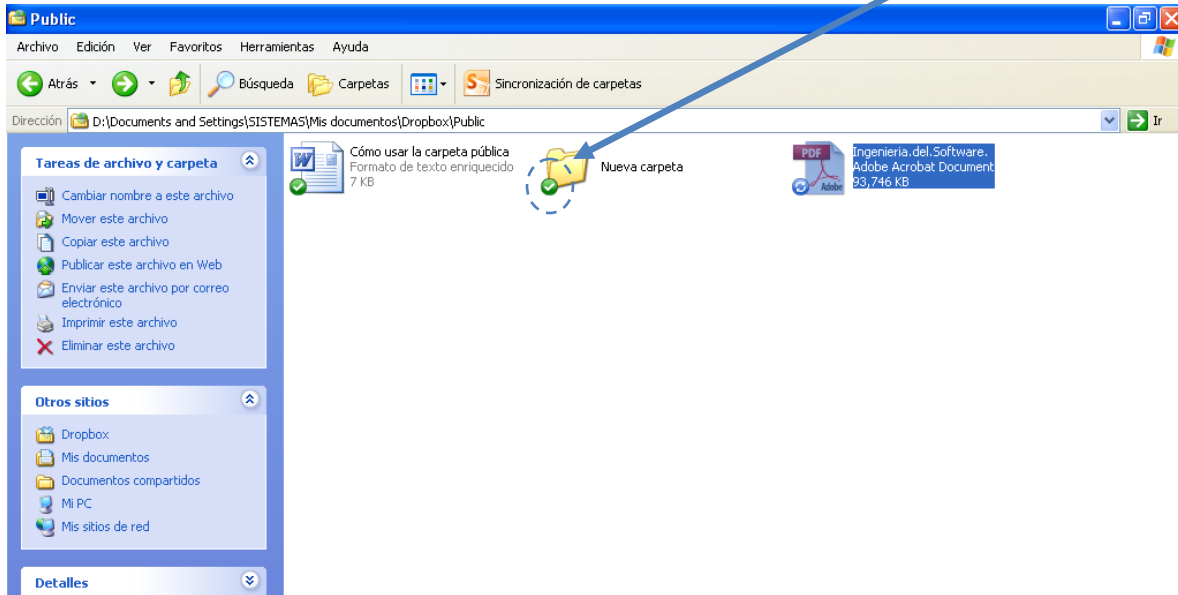 Public
Archivo Edición Ver Favoritos Herramientas Ayuda
Atrás Búsqueda Carpetas S Sincronización de carpetas
Dirección D:\Documents and Settings\SISTEMAS\Mis documentos\Dropbox\Public Ir
Tareas de archivo y carpeta
Cambiar nombre a este archivo
Mover este archivo
Copiar este archivo
Publicar este archivo en Web
Enviar este archivo por correo
electrónico
Imprimir este archivo
Eliminar este archivo
Otros sitios
Dropbox
Mis documentos
Documentos compartidos
Mi PC
Mis sitios de red
Detalles
W
Cómo usar la carpeta pública
Formato de texto enriquecido
7 KB
Nueva carpeta
PDF
Adobe
Ingenieria.del.Software.
Adobe Acrobat Document
93,746 KB